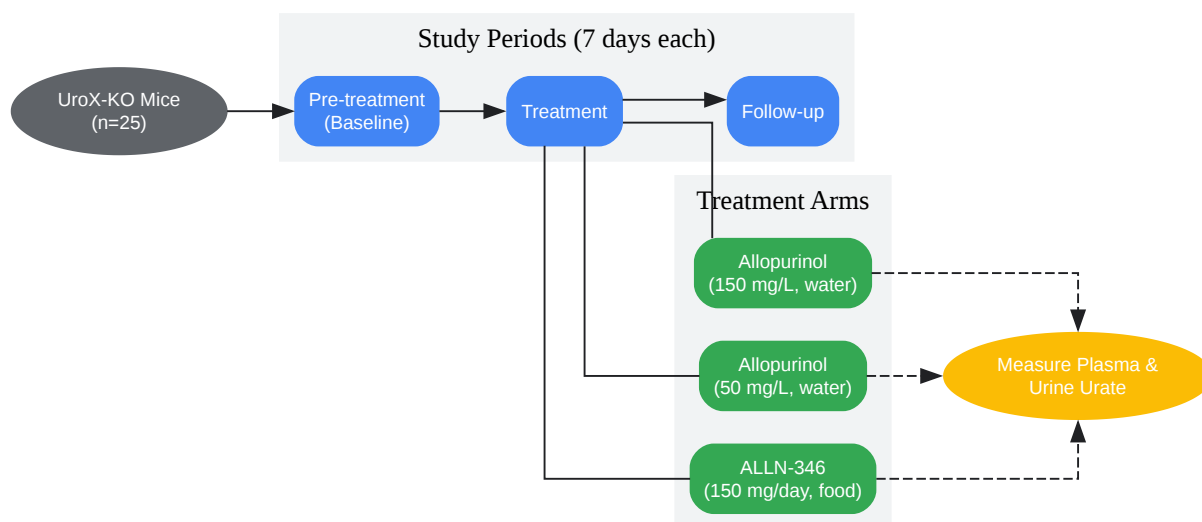 Study Periods (7 days each)
UroX-KO Mice
(n=25)
Pre-treatment
(Baseline)
Treatment
Follow-up
Treatment Arms
Allopurinol
(150 mg/L, water)
Allopurinol
(50 mg/L, water)
Measure Plasma &
Urine Urate
ALLN-346
(150 mg/day, food)